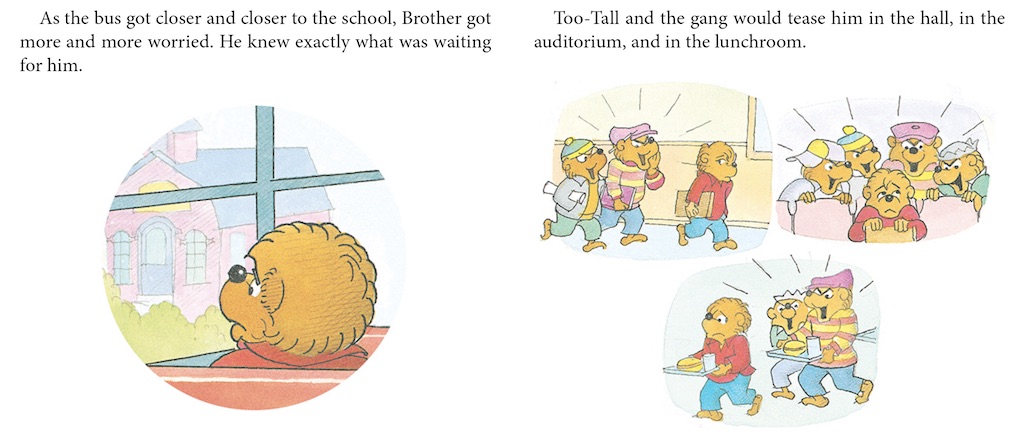 As the bus got closer and closer to the school, Brother got
more and more worried. He knew exactly what was waiting
for him.
Too-Tall and the gang would tease him in the hall, in the
auditorium, and in the lunchroom.